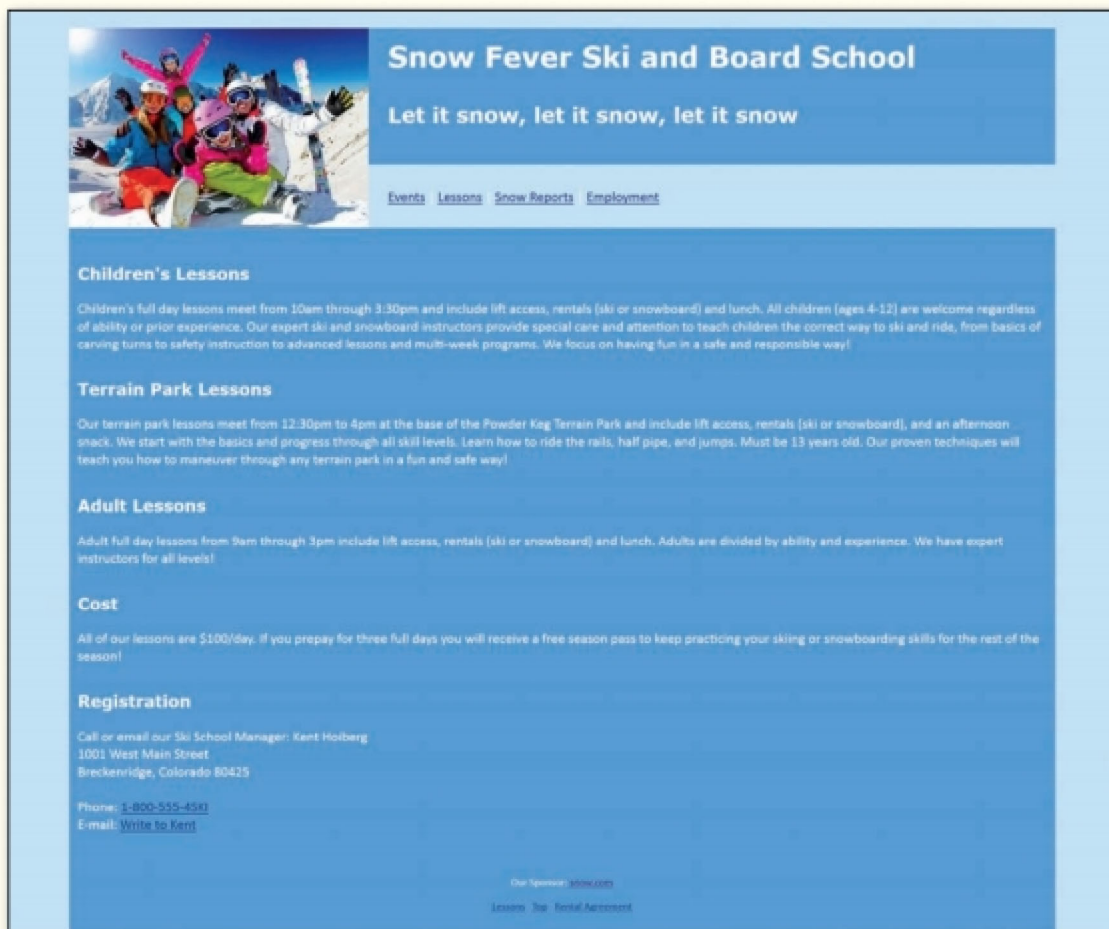 Snow Fever Ski and Board School
Let it snow, let it snow, let it snow
Events Lessons Snow Reports Employment
Children's Lessons
Children's full day lessons meet from 10am through 3:30pm and include lift access, rentals (ski or snowboard) and lunch. All children (ages 4-12) are welcome regardless
of ability or prior experience. Our expert ski and snowboard instructors provide special care and attention to teach children the correct way to ski and ride, from basics of
carving turns to safety instruction to advanced lessons and multi-week programs. We focus on having fun in a safe and responsible way!
Terrain Park Lessons
Our terrain park lessons meet from 12:30pm to 4pm at the base of the Powder Keg Terrain Park and include lift access, rentals (ski or snowboard), and an afternoon
snack. We start with the basics and progress through all skill levels. Learn how to ride the rails, half pipe, and jumps. Must be 13 years old. Our proven techniques will
teach you how to maneuver through any terrain park in a fun and safe way!
Adult Lessons
Adult full day lessons from 9am through 3pm include lift access, rentals (ski or snowboard) and lunch. Adults are divided by ability and experience. We have expert
instructors for all levels!
Cost
All of our lessons are $100/day. If you prepay for three full days you will receive a free season pass to keep practicing your skiing or snowboarding skills for the rest of the
season!
Registration
Call or email our Ski School Manager: Kent Hoiberg
1001 West Main Street
Breckenridge, Colorado 80425
Phone: 1-800-555-4SKI
E-mail: Write to Kent
Our Sponsor: snow.com
Lessons Top Rental Agreement